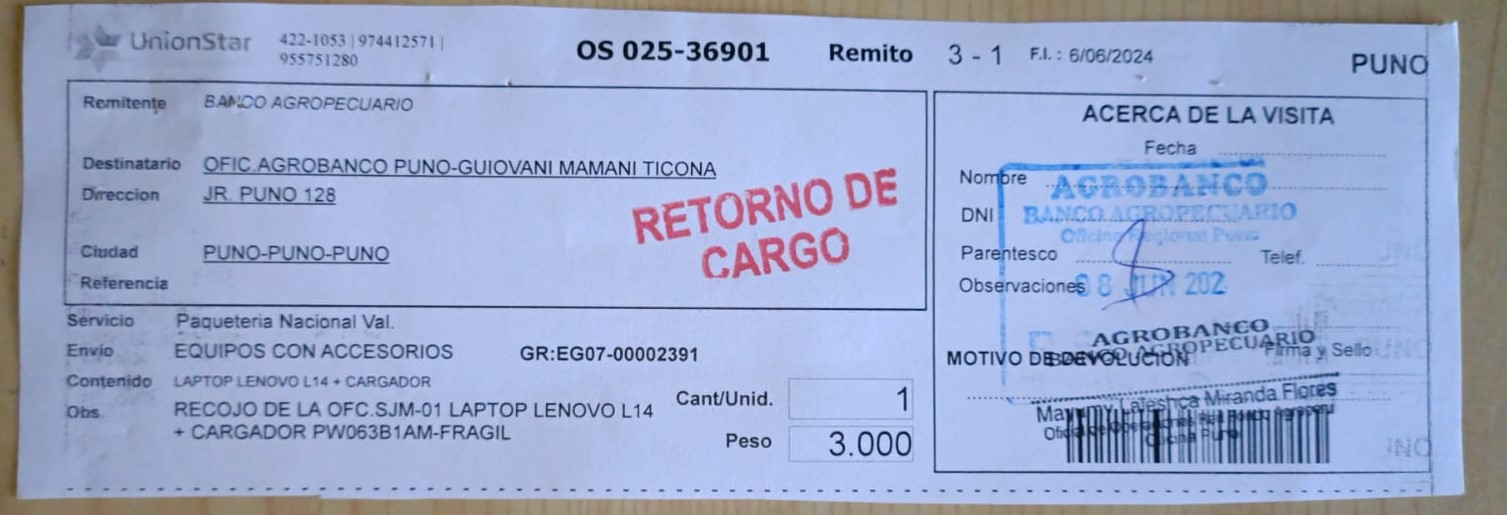 UnionStar
422-1053 | 974412571 |
955751280
OS 025-36901
Remito 3 - 1
F.I. : 6/06/2024
PUNO
Remitente BANCO AGROPECUARIO
Destinatario OFIC.AGROBANCO PUNO-GUIOVANI MAMANI TICONA
Direccion JR. PUNO 128
Ciudad PUNO-PUNO-PUNO
Referencia
RETORNO DE
CARGO
Servicio Paqueteria Nacional Val.
Envio EQUIPOS CON ACCESORIOS GR:EG07-00002391
Contenido LAPTOP LENOVO L14 + CARGADOR
Obs. RECOJO DE LA OFC.SJM-01 LAPTOP LENOVO L14
+ CARGADOR PW063B1AM-FRAGIL
Cant/Unid. 1
Peso 3.000
ACERCA DE LA VISITA
Fecha
Nombre
DNI
Parentesco Telef.
Observaciones
AGROBANCO
BANCO AGROPECUARIO
Oficina Regional Puno
08 JUN 202
MOTIVO DE DEVOLUCION
Firma y Sello
AGROBANCO
BANCO AGROPECUARIO
Miranda Flores
Oficina Puno